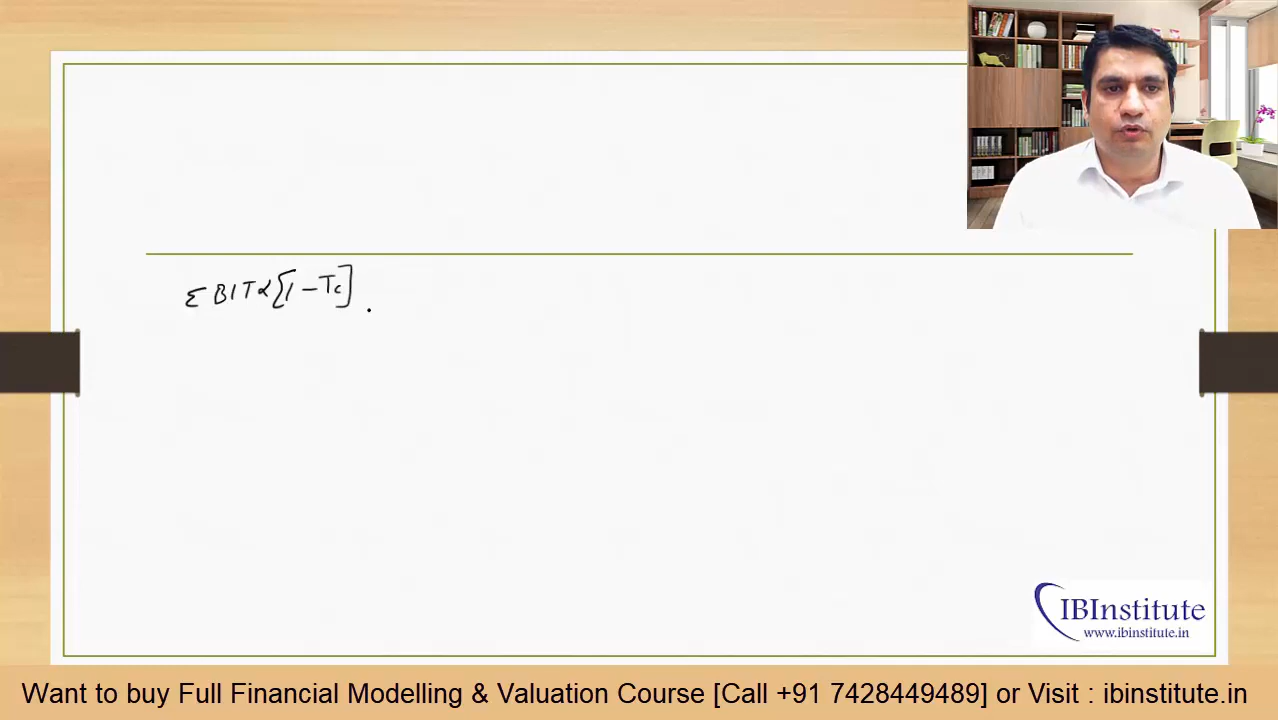 EBIT x [1 - Tc]
IBInstitute
www.ibinstitute.in
Want to buy Full Financial Modelling & Valuation Course [Call +91 7428449489] or Visit : ibinstitute.in